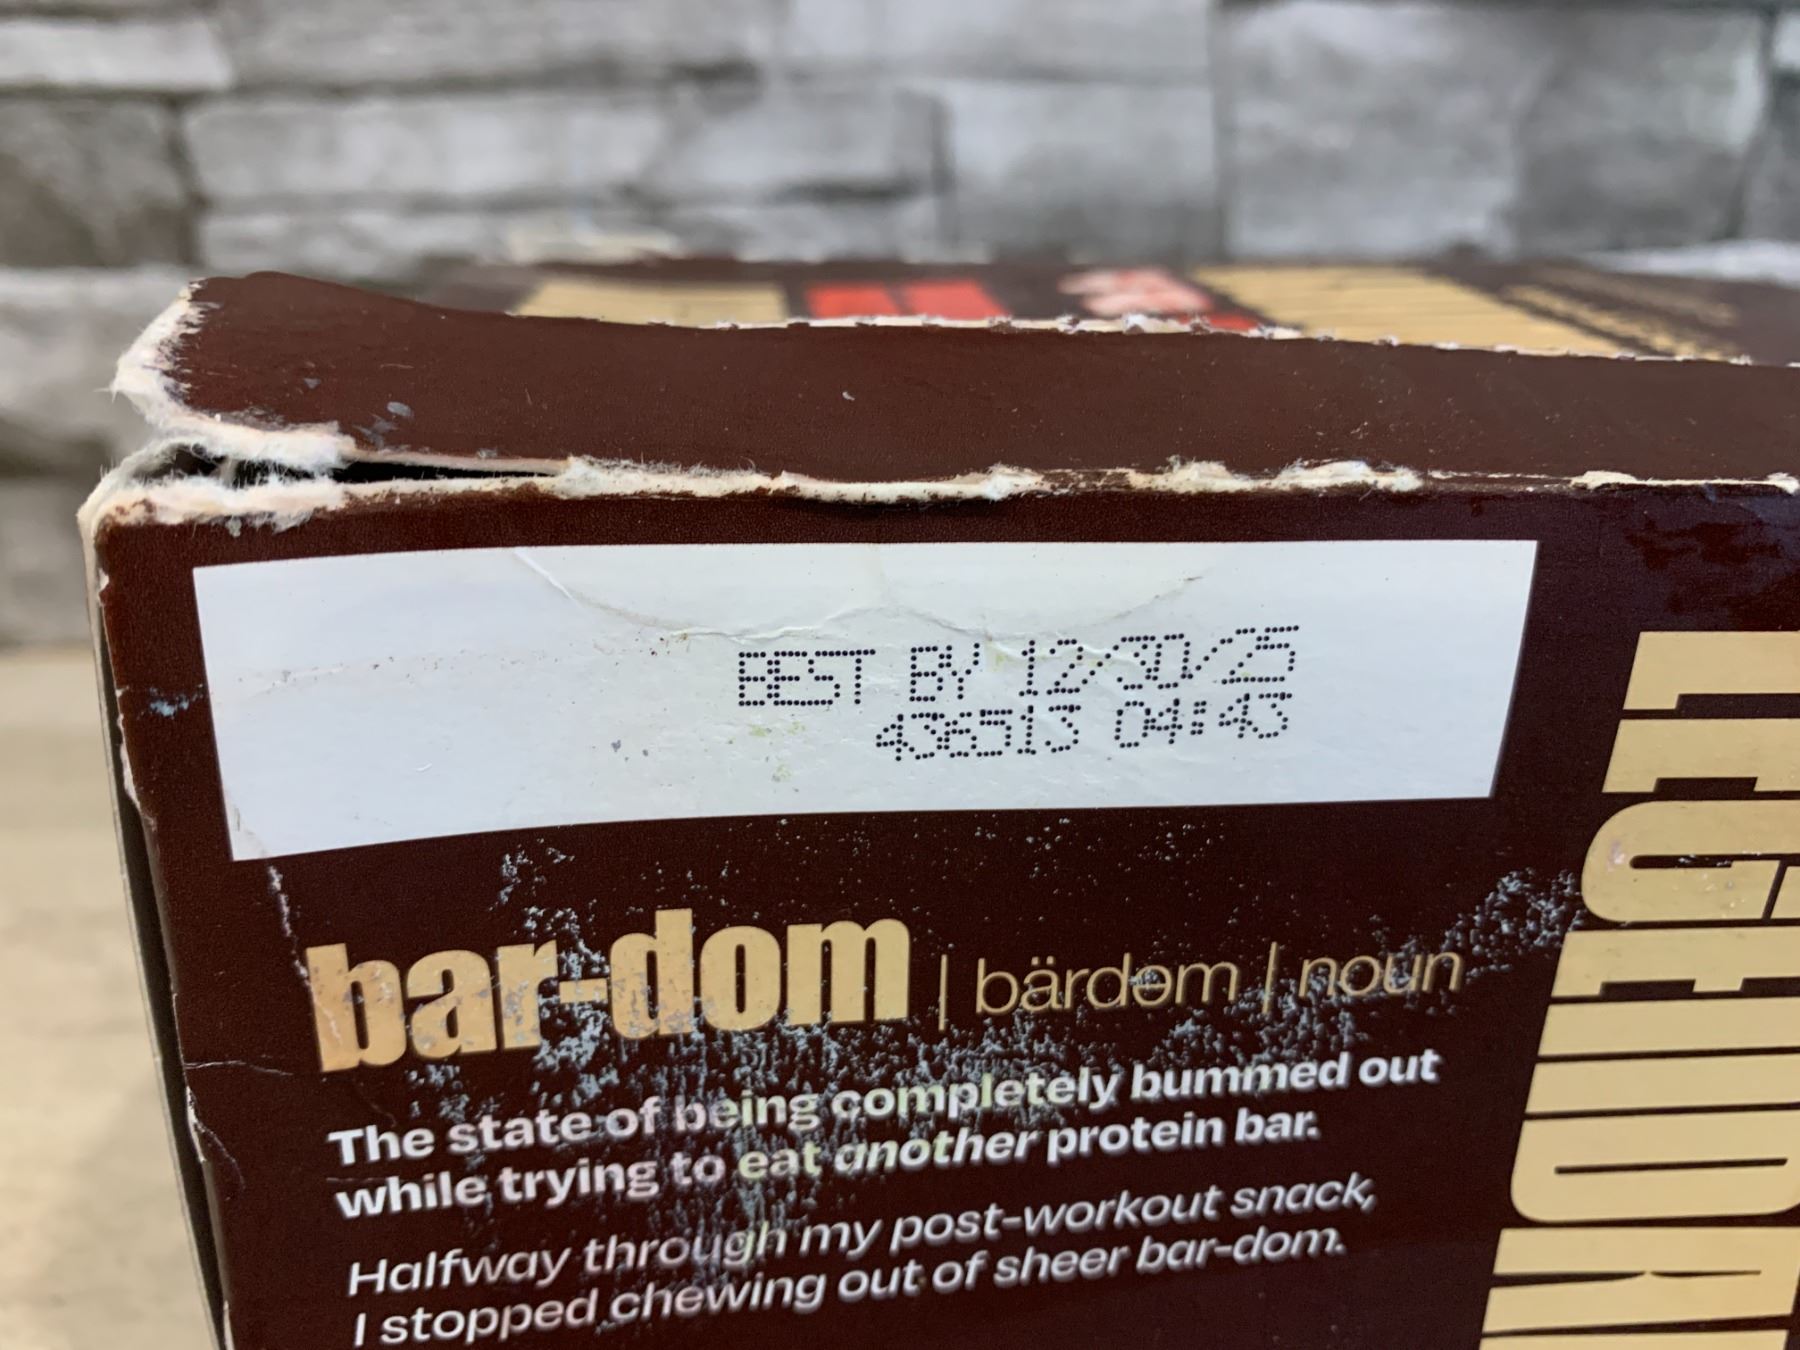 BEST BY 12/30/25
436513 04:43
bar-dom | bärdəm | noun
The state of being completely bummed out
while trying to eat another protein bar.
Halfway through my post-workout snack,
I stopped chewing out of sheer bar-dom.